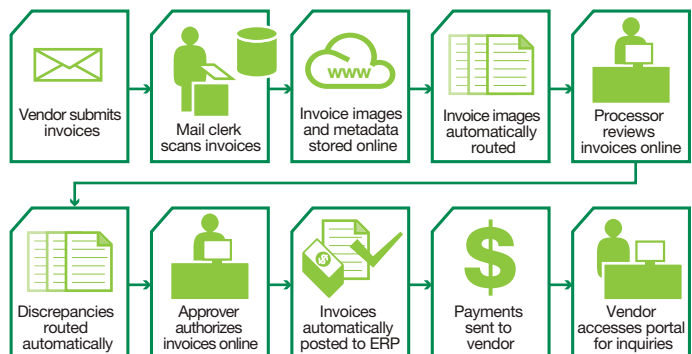 Vendor submits
invoices
Mail clerk
scans invoices
www
Invoice images
and metadata
stored online
Invoice images
automatically
routed
Processor
reviews
invoices online
Discrepancies
routed
automatically
Approver
authorizes
invoices online
$
Invoices
automatically
posted to ERP
$
Payments
sent to
vendor
Vendor
accesses portal
for inquiries